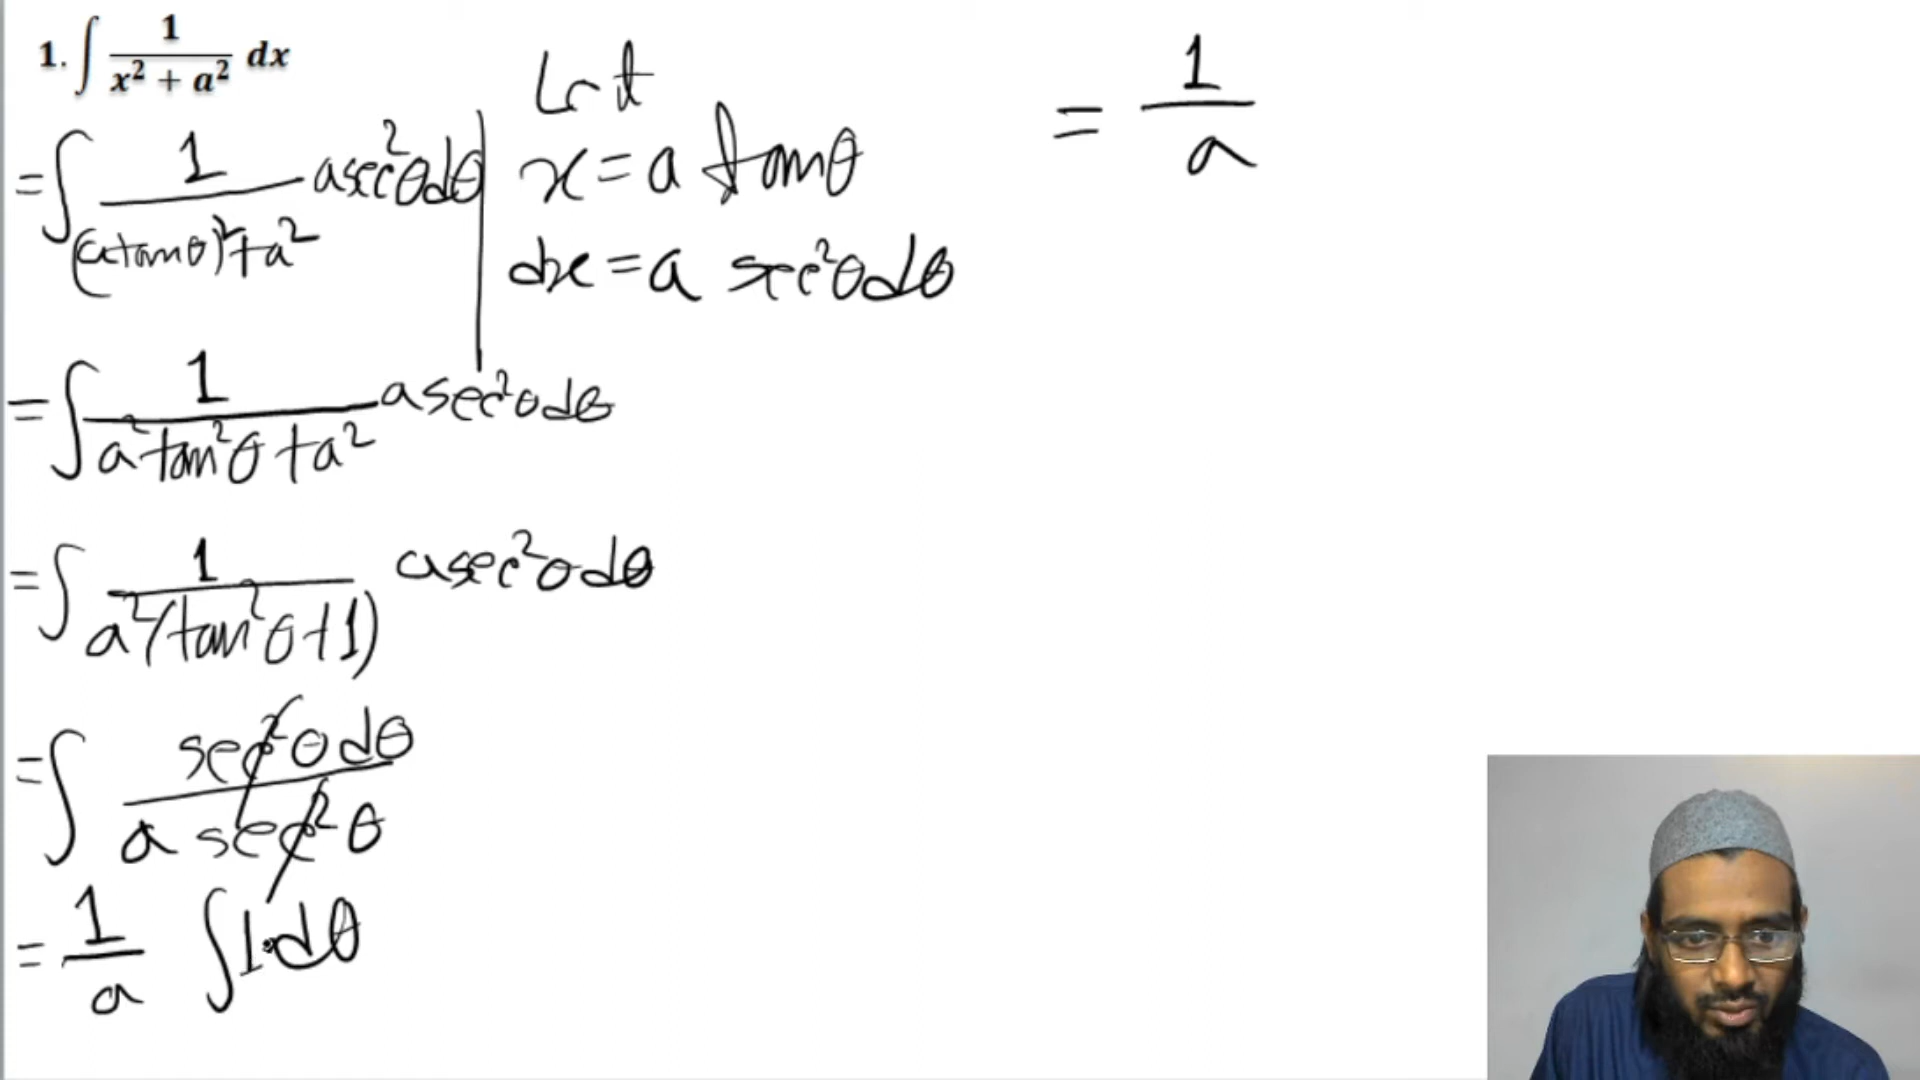 1. ∫ 1/(x² + a²) dx
= ∫ 1/((a tanθ)² + a²) a sec²θ dθ
Let
x = a tanθ
dx = a sec²θ dθ
= ∫ 1/(a² tan²θ + a²) a sec²θ dθ
= ∫ 1/(a² (tan²θ + 1)) a sec²θ dθ
= ∫ sec²θ dθ/(a sec²θ)
= 1/a ∫ 1·dθ
= 1/a